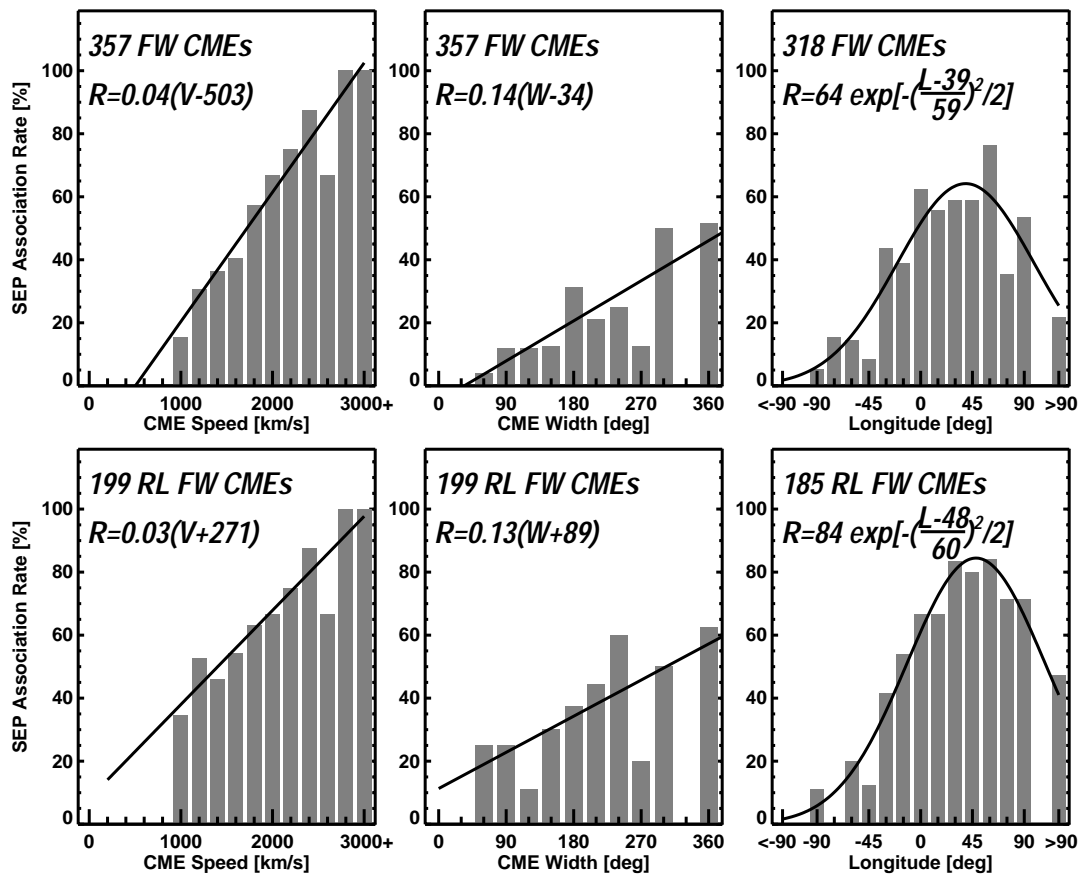 357 FW CMEs
R=0.04(V-503)
SEP Association Rate [%]
100
80
60
40
20
0
0 1000 2000 3000+
CME Speed [km/s]
357 FW CMEs
R=0.14(W-34)
100
80
60
40
20
0
0 90 180 270 360
CME Width [deg]
318 FW CMEs
R=64 exp[-(L-39/59)²/2]
100
80
60
40
20
0
<-90 -90 -45 0 45 90 >90
Longitude [deg]
199 RL FW CMEs
R=0.03(V+271)
SEP Association Rate [%]
100
80
60
40
20
0
0 1000 2000 3000+
CME Speed [km/s]
199 RL FW CMEs
R=0.13(W+89)
100
80
60
40
20
0
0 90 180 270 360
CME Width [deg]
185 RL FW CMEs
R=84 exp[-(L-48/60)²/2]
100
80
60
40
20
0
<-90 -90 -45 0 45 90 >90
Longitude [deg]